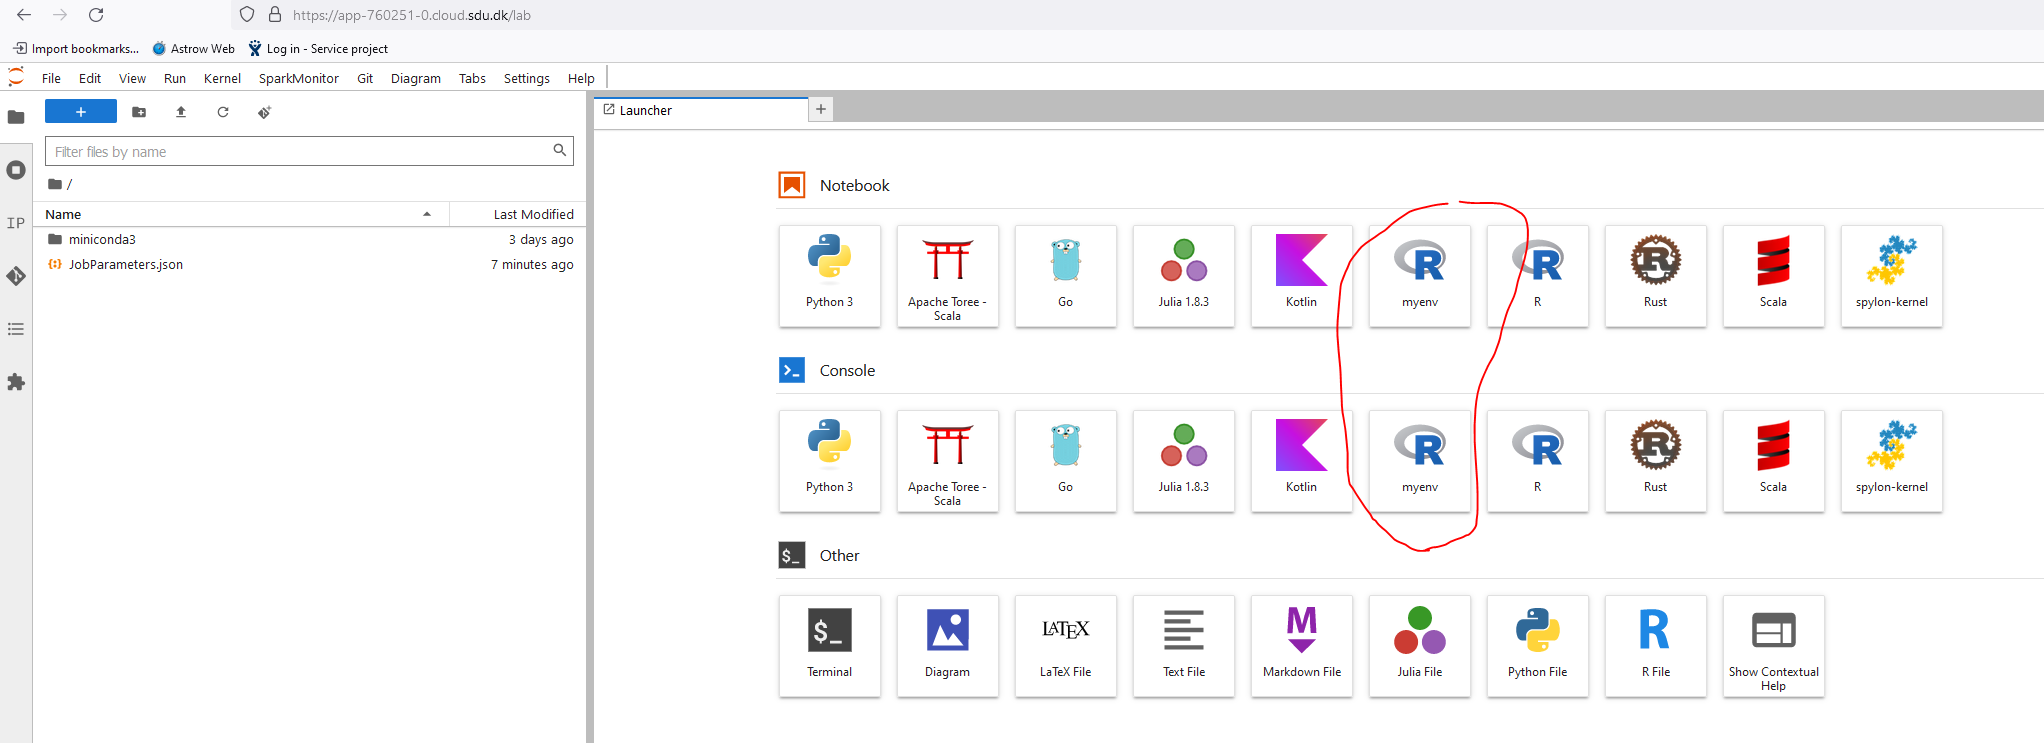 https://app-760251-0.cloud.sdu.dk/lab
Import bookmarks... Astrow Web Log in - Service project
File Edit View Run Kernel SparkMonitor Git Diagram Tabs Settings Help
+
Launcher +
Filter files by name
/
Name Last Modified
miniconda3 3 days ago
{:} JobParameters.json 7 minutes ago
IP
Notebook
R R R
Python 3 Apache Toree - Go Julia 1.8.3 Kotlin myenv R Rust Scala spylon-kernel
Scala
>_ Console
R R R
Python 3 Apache Toree - Go Julia 1.8.3 Kotlin myenv R Rust Scala spylon-kernel
Scala
$_ Other
$_ LATEX M R
Terminal Diagram LaTeX File Text File Markdown File Julia File Python File R File Show Contextual
Help